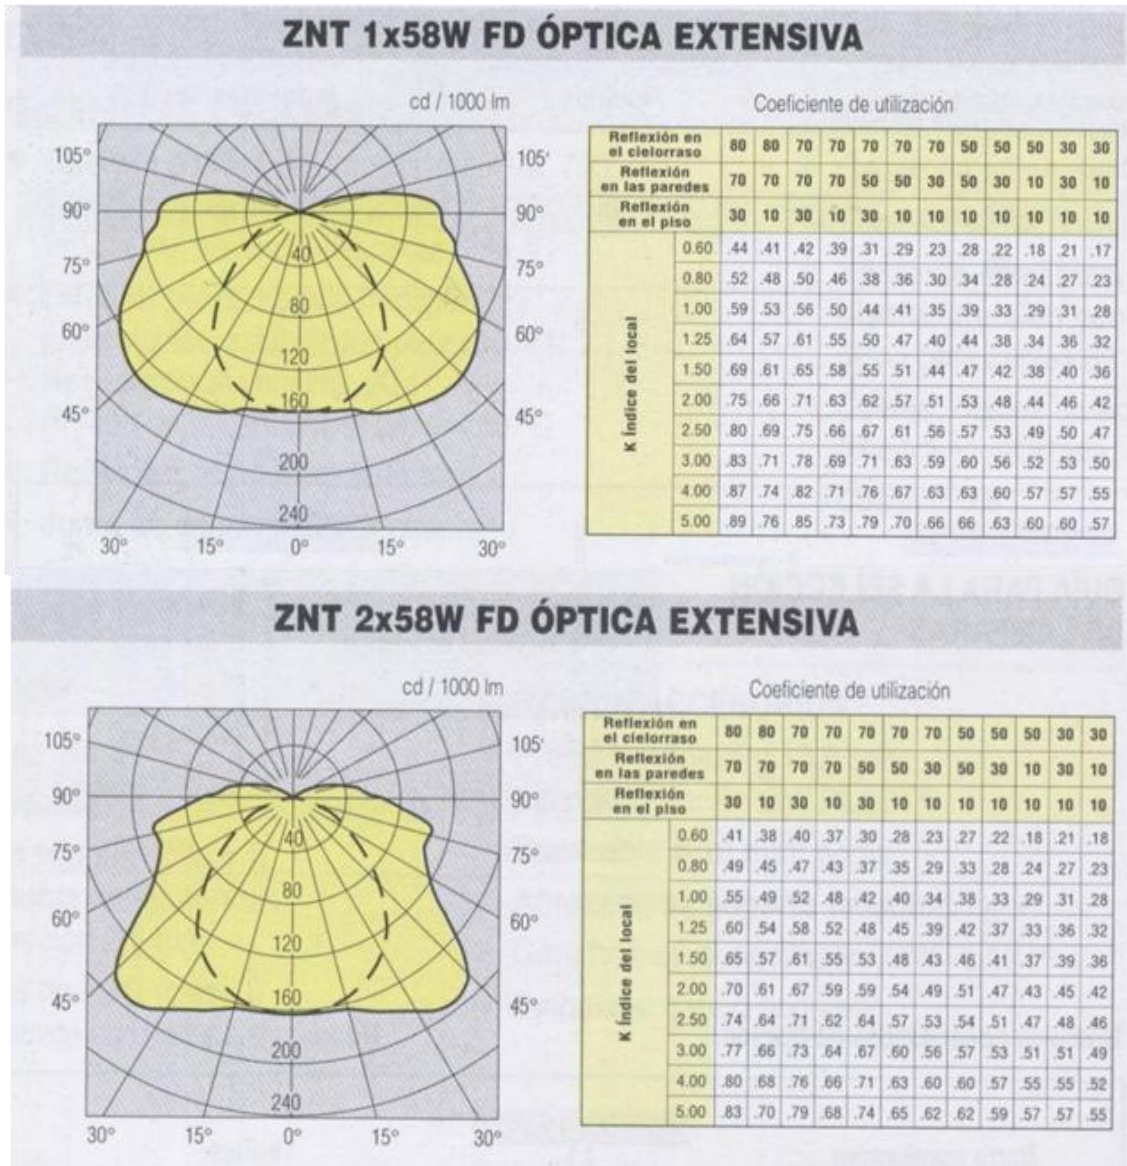 ZNT 1x58W FD ÓPTICA EXTENSIVA
cd / 1000 lm
105° 105°
90° 90°
75° 75°
60° 60°
45° 45°
40
80
120
160
200
240
30° 15° 0° 15° 30°
Coeficiente de utilización
Reflexión en el cielorraso 80 80 70 70 70 70 70 50 50 50 30 30
Reflexión en las paredes 70 70 70 70 50 50 30 50 30 10 30 10
Reflexión en el piso 30 10 30 10 30 10 10 10 10 10 10 10
K Índice del local
0.60 .44 .41 .42 .39 .31 .29 .23 .28 .22 .18 .21 .17
0.80 .52 .48 .50 .46 .38 .36 .30 .34 .28 .24 .27 .23
1.00 .59 .53 .56 .50 .44 .41 .35 .39 .33 .29 .31 .28
1.25 .64 .57 .61 .55 .50 .47 .40 .44 .38 .34 .36 .32
1.50 .69 .61 .65 .58 .55 .51 .44 .47 .42 .38 .40 .36
2.00 .75 .66 .71 .63 .62 .57 .51 .53 .48 .44 .46 .42
2.50 .80 .69 .75 .66 .67 .61 .56 .57 .53 .49 .50 .47
3.00 .83 .71 .78 .69 .71 .63 .59 .60 .56 .52 .53 .50
4.00 .87 .74 .82 .71 .76 .67 .63 .63 .60 .57 .57 .55
5.00 .89 .76 .85 .73 .79 .70 .66 66 .63 .60 .60 .57
ZNT 2x58W FD ÓPTICA EXTENSIVA
cd / 1000 lm
105° 105°
90° 90°
75° 75°
60° 60°
45° 45°
40
80
120
160
200
240
30° 15° 0° 15° 30°
Coeficiente de utilización
Reflexión en el cielorraso 80 80 70 70 70 70 70 50 50 50 30 30
Reflexión en las paredes 70 70 70 70 50 50 30 50 30 10 30 10
Reflexión en el piso 30 10 30 10 30 10 10 10 10 10 10 10
K Índice del local
0.60 .41 .38 .40 .37 .30 .28 .23 .27 .22 .18 .21 .18
0.80 .49 .45 .47 .43 .37 .35 .29 .33 .28 .24 .27 .23
1.00 .55 .49 .52 .48 .42 .40 .34 .38 .33 .29 .31 .28
1.25 .60 .54 .58 .52 .48 .45 .39 .42 .37 .33 .36 .32
1.50 .65 .57 .61 .55 .53 .48 .43 .46 .41 .37 .39 .36
2.00 .70 .61 .67 .59 .59 .54 .49 .51 .47 .43 .45 .42
2.50 .74 .64 .71 .62 .64 .57 .53 .54 .51 .47 .48 .46
3.00 .77 .66 .73 .64 .67 .60 .56 .57 .53 .51 .51 .49
4.00 .80 .68 .76 .66 .71 .63 .60 .60 .57 .55 .55 .52
5.00 .83 .70 .79 .68 .74 .65 .62 .62 .59 .57 .57 .55